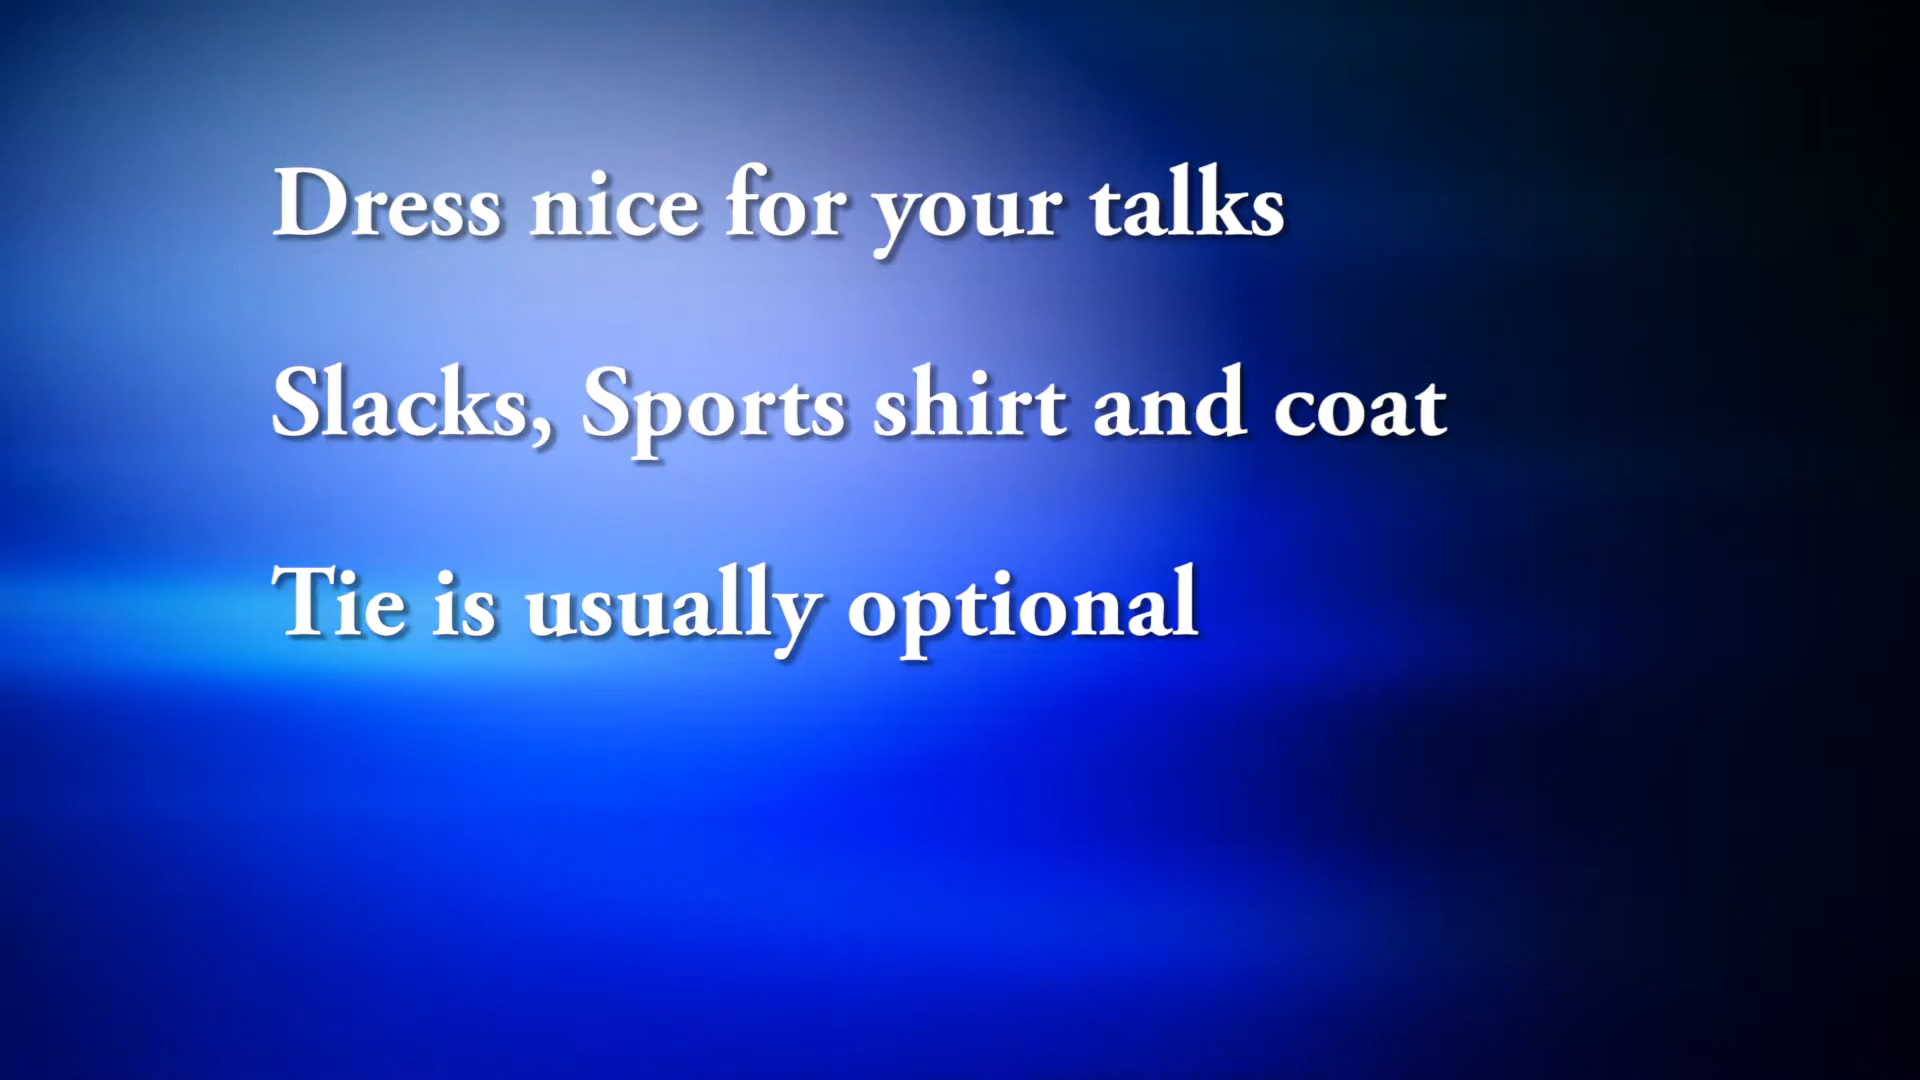 Dress nice for your talks
Slacks, Sports shirt and coat
Tie is usually optional